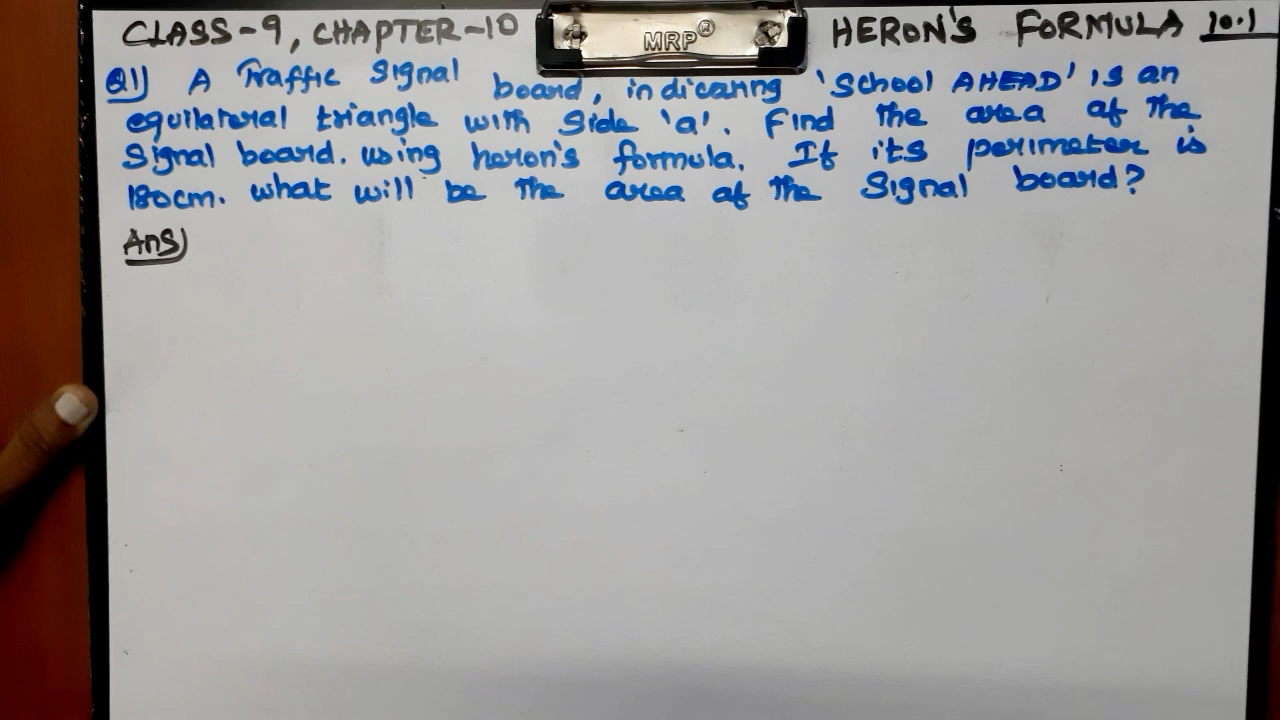 CLASS-9, CHAPTER-10 MRP® HERON'S FORMULA 10.1
Q1) A Traffic Signal board, indicating 'School AHEAD' is an
equilateral triangle with side 'a'. Find the area of the
Signal board. using heron's formula. If its perimeter is
180cm. what will be the area of the Signal board?
Ans)